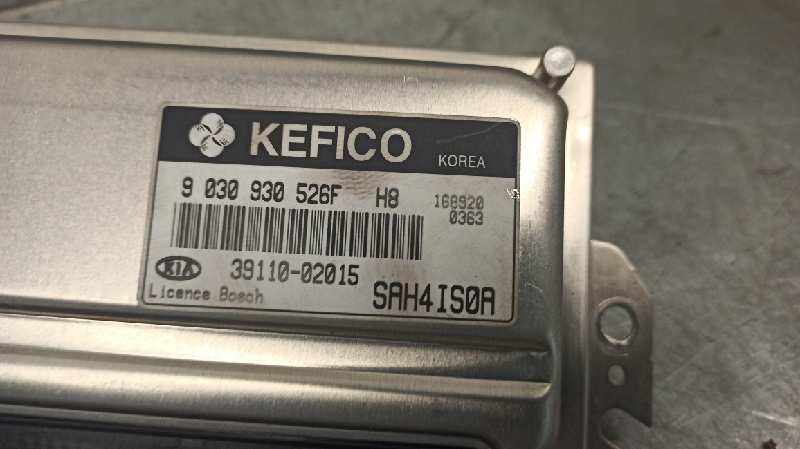 KEFICO KOREA
9 030 930 526F H8 168920
0363
KIA 39110-02015
Licence Bosch SAH4IS0A